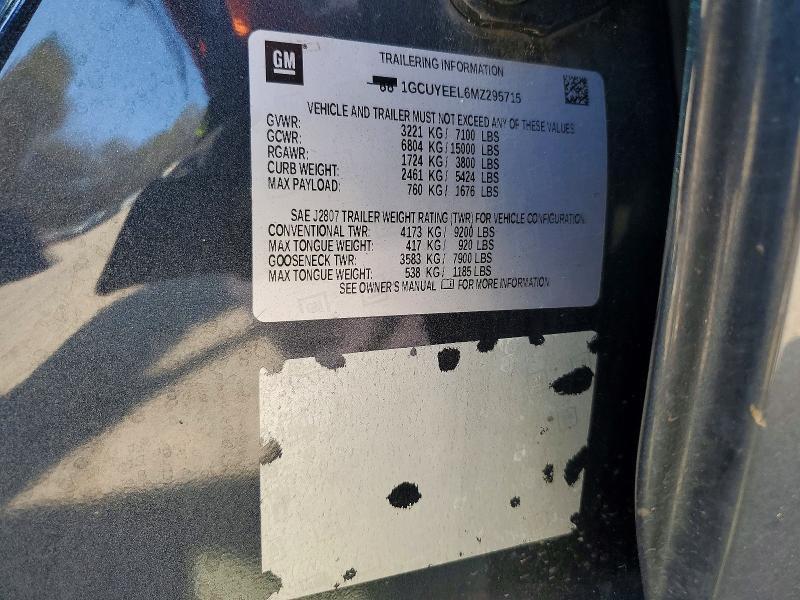 GM
TRAILERING INFORMATION
1GCUYEEL6MZ295715
VEHICLE AND TRAILER MUST NOT EXCEED ANY OF THESE VALUES
GVWR: 3221 KG/ 7100 LBS
GCWR: 6804 KG/ 15000 LBS
RGAWR: 1724 KG/ 3800 LBS
CURB WEIGHT: 2461 KG/ 5424 LBS
MAX PAYLOAD: 760 KG/ 1676 LBS
SAE J2807 TRAILER WEIGHT RATING (TWR) FOR VEHICLE CONFIGURATION:
CONVENTIONAL TWR: 4173 KG/ 9200 LBS
MAX TONGUE WEIGHT: 417 KG/ 920 LBS
GOOSENECK TWR: 3583 KG/ 7900 LBS
MAX TONGUE WEIGHT: 538 KG/ 1185 LBS
SEE OWNER'S MANUAL FOR MORE INFORMATION